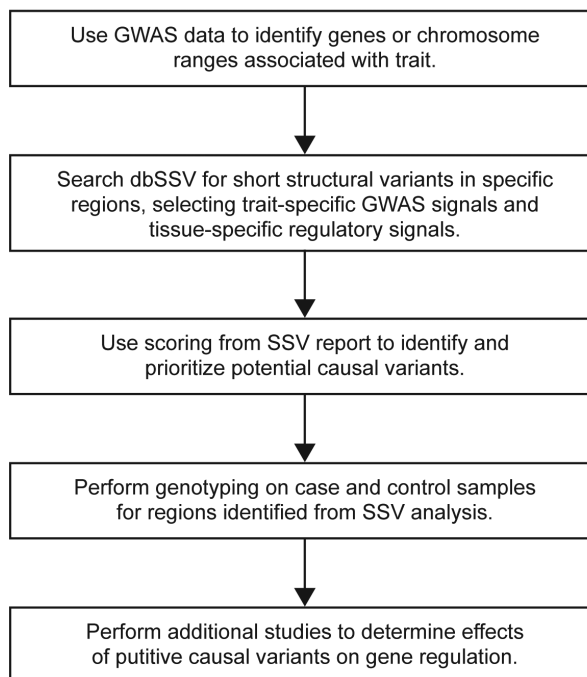 Use GWAS data to identify genes or chromosome
ranges associated with trait.
Search dbSSV for short structural variants in specific
regions, selecting trait-specific GWAS signals and
tissue-specific regulatory signals.
Use scoring from SSV report to identify and
prioritize potential causal variants.
Perform genotyping on case and control samples
for regions identified from SSV analysis.
Perform additional studies to determine effects
of putitive causal variants on gene regulation.